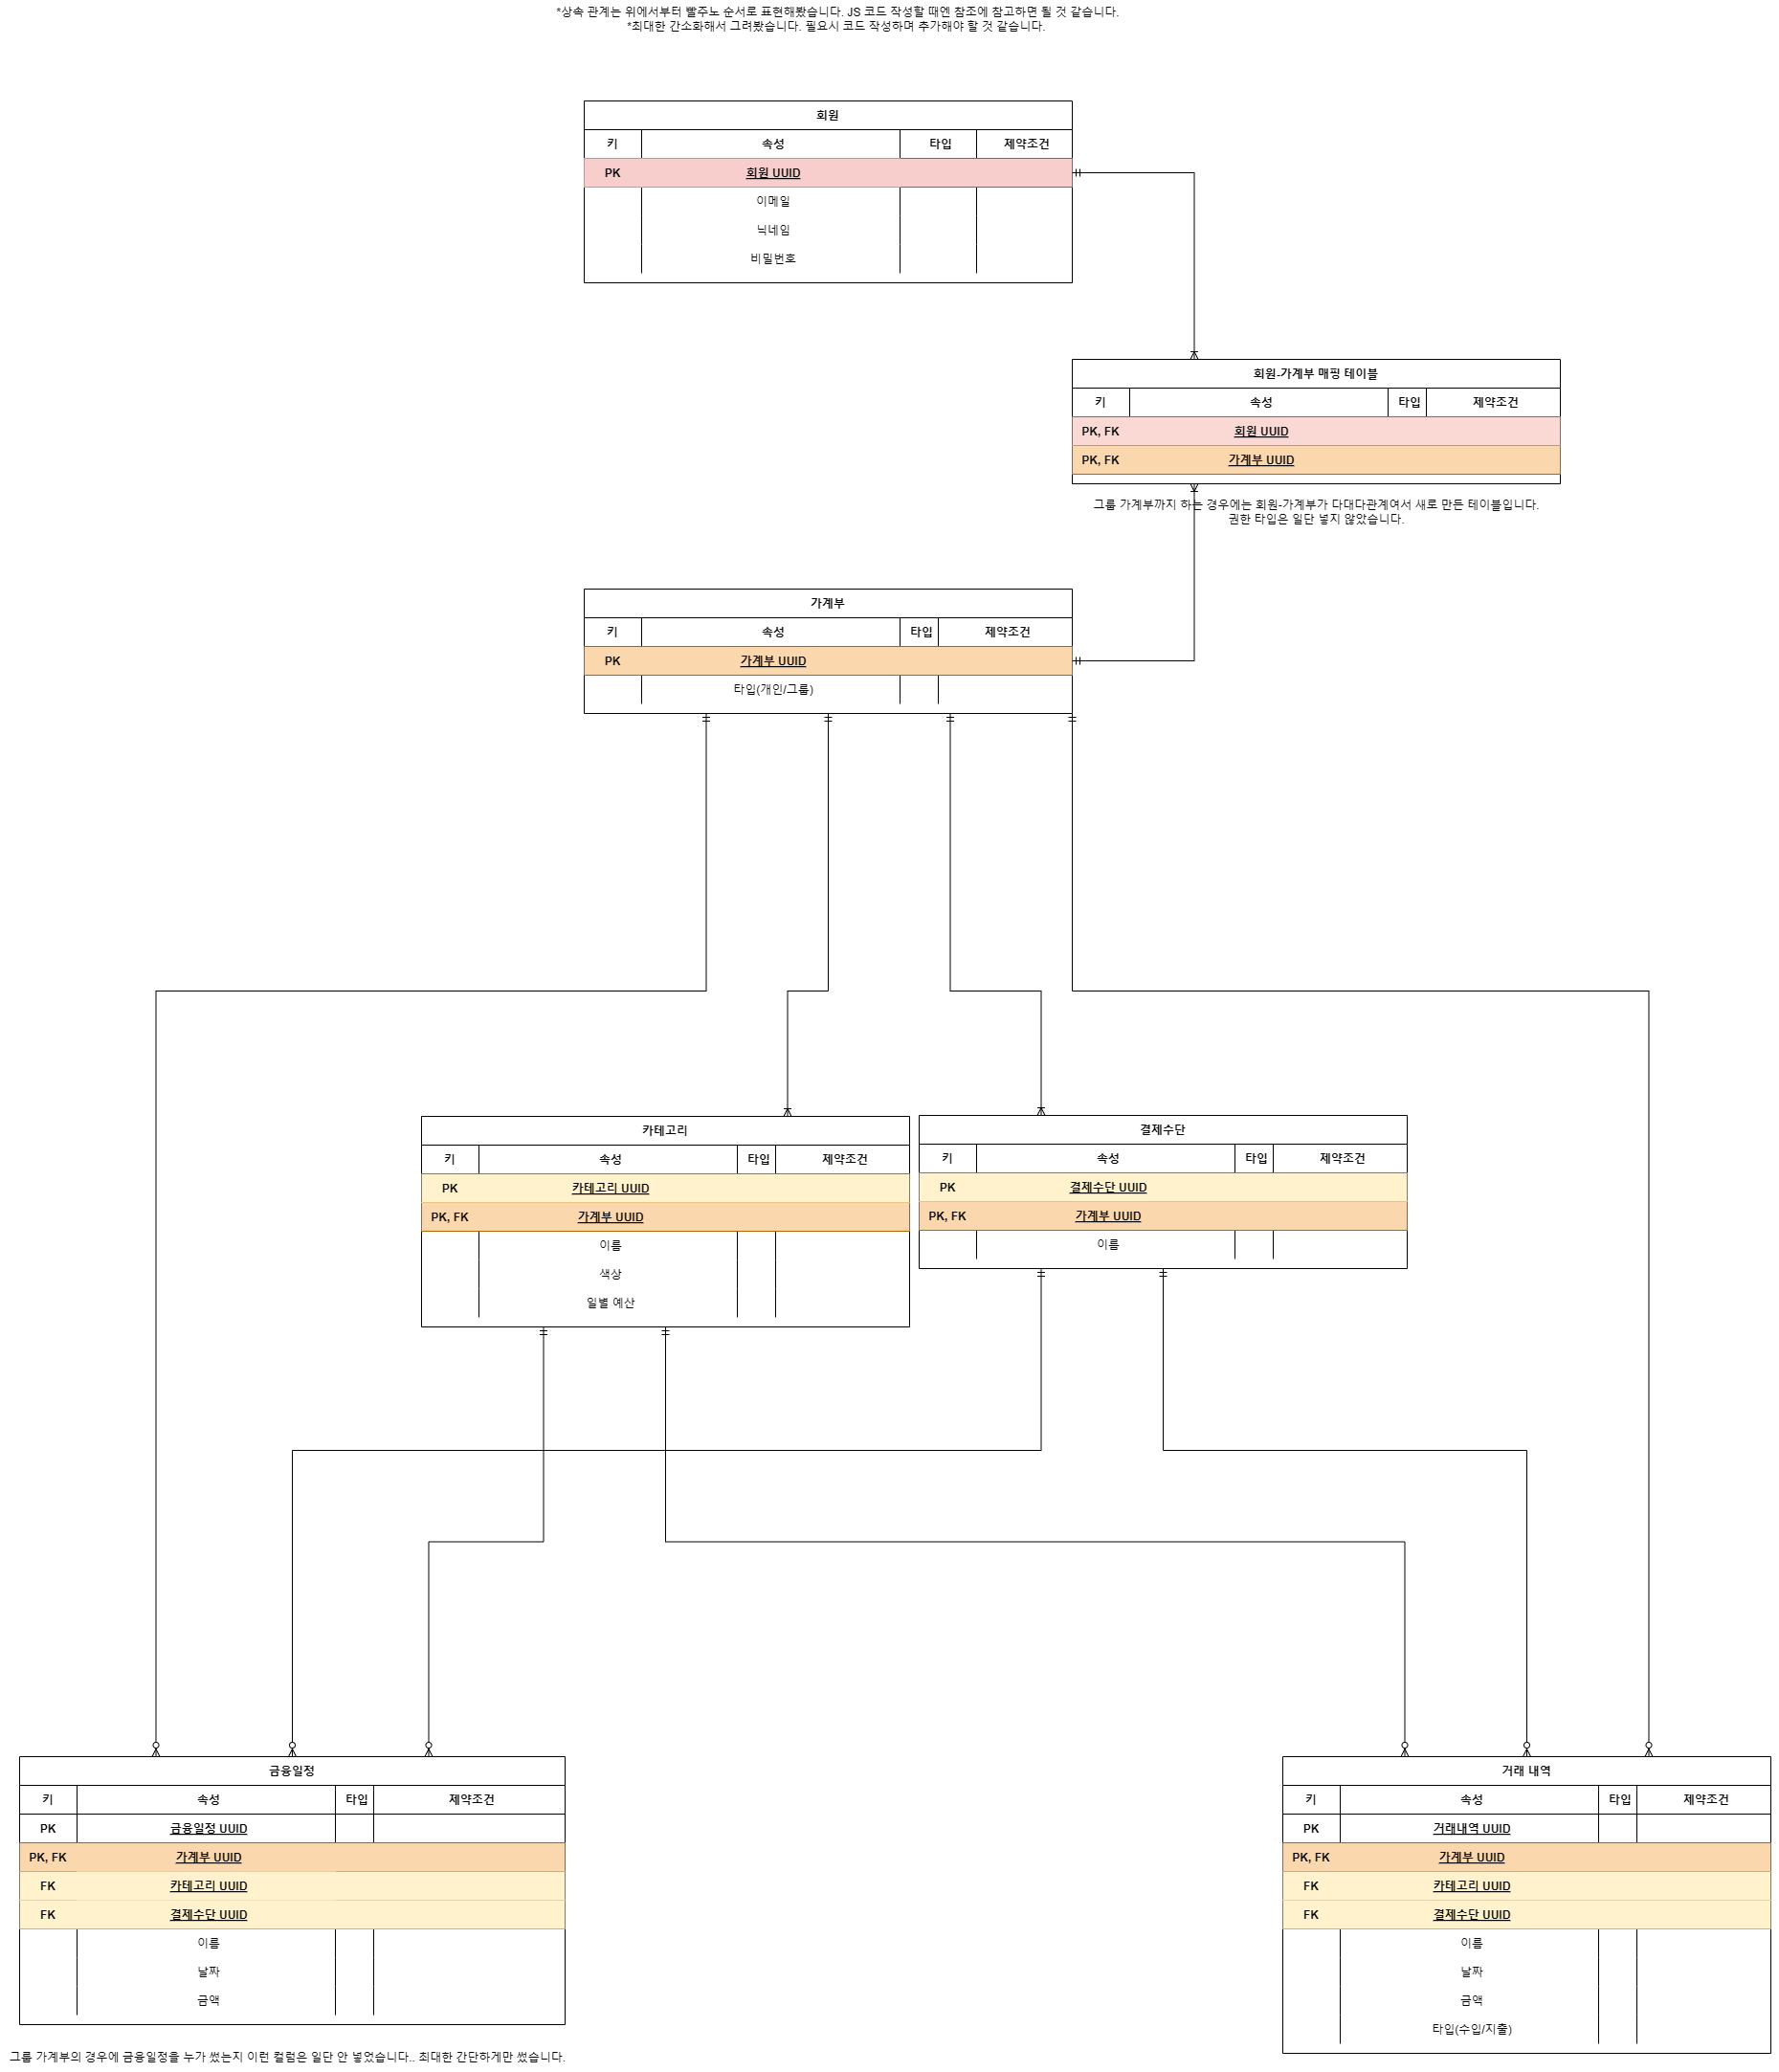 *상속 관계는 위에서부터 빨주노 순서로 표현해봤습니다. JS 코드 작성할 때엔 참조에 참고하면 될 것 같습니다.
*최대한 간소화해서 그려봤습니다. 필요시 코드 작성하며 추가해야 할 것 같습니다.
회원
키 속성 타입 제약조건
PK 회원 UUID
이메일
닉네임
비밀번호
회원-가계부 매핑 테이블
키 속성 타입 제약조건
PK, FK 회원 UUID
PK, FK 가계부 UUID
그룹 가계부까지 하는 경우에는 회원-가계부가 다대다관계여서 새로 만든 테이블입니다.
권한 타입은 일단 넣지 않았습니다.
가계부
키 속성 타입 제약조건
PK 가계부 UUID
타입(개인/그룹)
카테고리
키 속성 타입 제약조건
PK 카테고리 UUID
PK, FK 가계부 UUID
이름
색상
일별 예산
결제수단
키 속성 타입 제약조건
PK 결제수단 UUID
PK, FK 가계부 UUID
이름
금융일정
키 속성 타입 제약조건
PK 금융일정 UUID
PK, FK 가계부 UUID
FK 카테고리 UUID
FK 결제수단 UUID
이름
날짜
금액
그룹 가계부의 경우에 금융일정을 누가 썼는지 이런 컬럼은 일단 안 넣었습니다.. 최대한 간단하게만 썼습니다.
거래 내역
키 속성 타입 제약조건
PK 거래내역 UUID
PK, FK 가계부 UUID
FK 카테고리 UUID
FK 결제수단 UUID
이름
날짜
금액
타입(수입/지출)